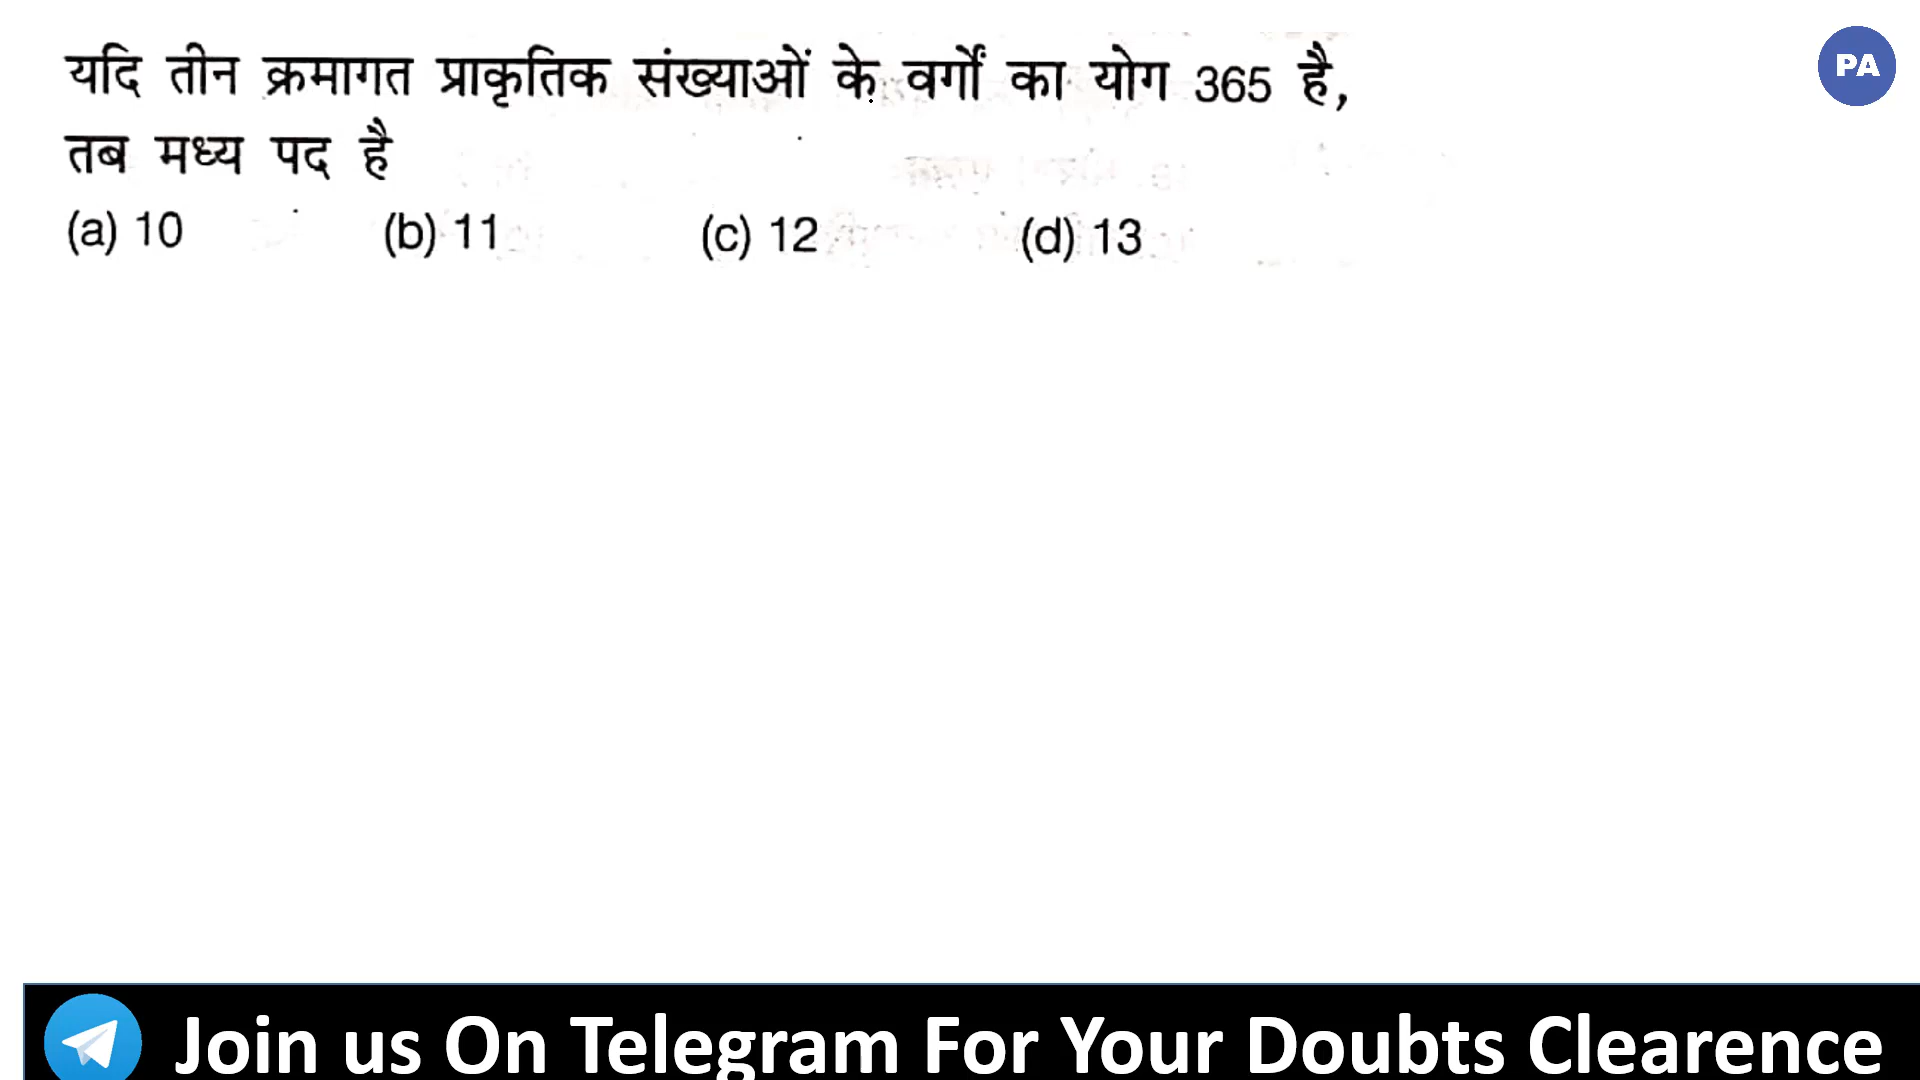 यदि तीन क्रमागत प्राकृतिक संख्याओं के वर्गों का योग 365 है,
तब मध्य पद है
(a) 10 (b) 11 (c) 12 (d) 13
PA
Join us On Telegram For Your Doubts Clearence